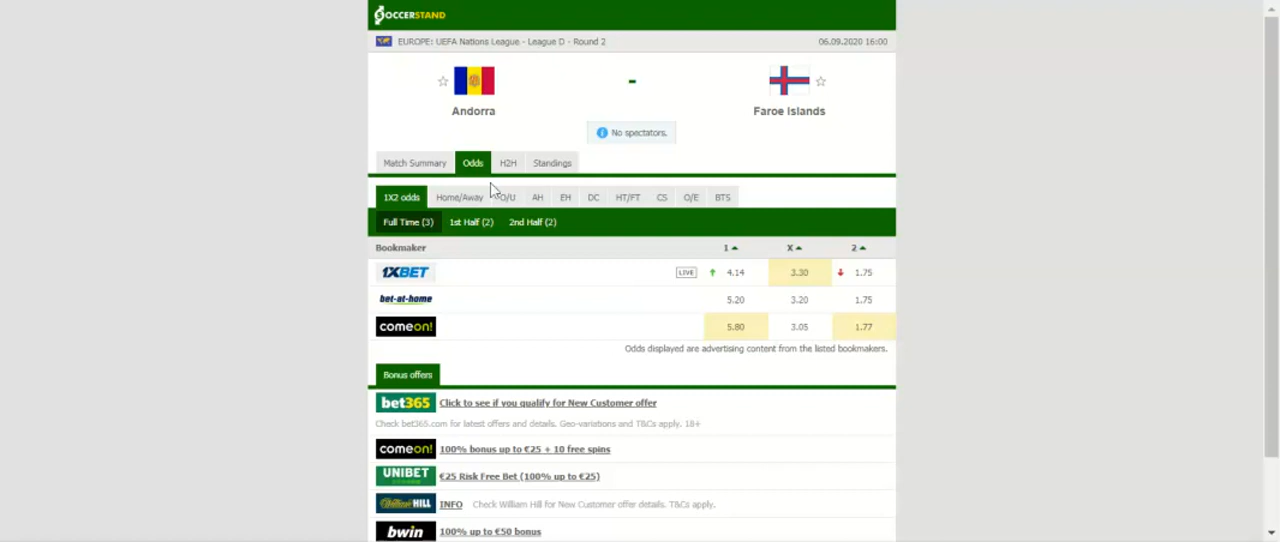 SOCCERSTAND
EUROPE: UEFA Nations League - League D - Round 2 06.09.2020 16:00
-
Andorra Faroe Islands
No spectators.
Match Summary Odds H2H Standings
1X2 odds Home/Away O/U AH EH DC HT/FT CS O/E BTS
Full Time (3) 1st Half (2) 2nd Half (2)
Bookmaker 1 X 2
1XBET LIVE 4.14 3.30 1.75
bet-at-home 5.20 3.20 1.75
comeon! 5.80 3.05 1.77
Odds displayed are advertising content from the listed bookmakers.
Bonus offers
bet365 Click to see if you qualify for New Customer offer
Check bet365.com for latest offers and details. Geo-variations and T&Cs apply. 18+
comeon! 100% bonus up to €25 + 10 free spins
UNIBET €25 Risk Free Bet (100% up to €25)
William HILL INFO Check William Hill for New Customer offer details. T&Cs apply.
bwin 100% up to €50 bonus